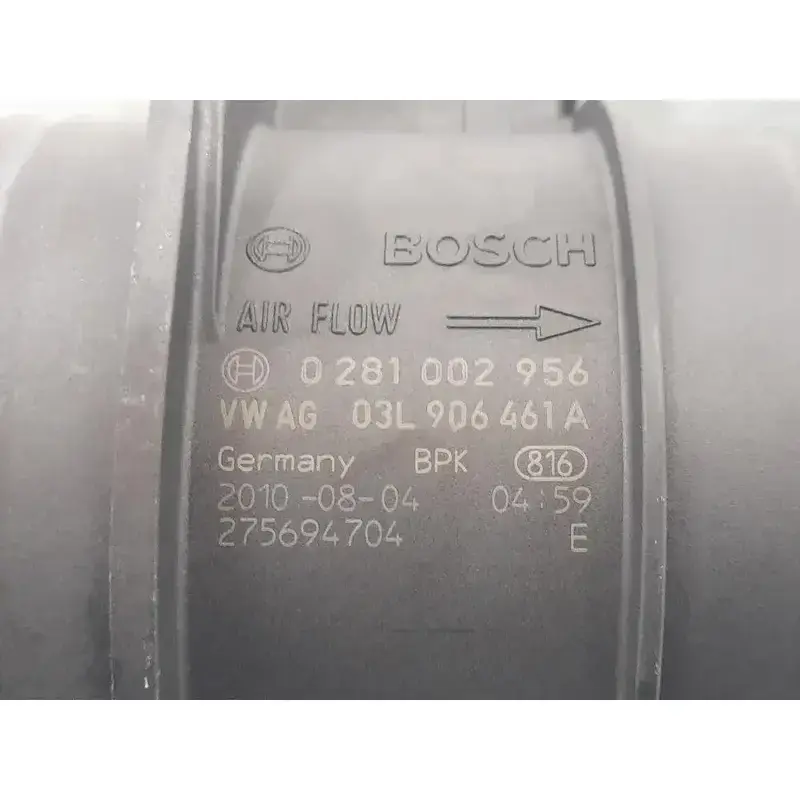 BOSCH
AIR FLOW
0 281 002 956
VW AG 03L 906 461 A
Germany BPK 816
2010-08-04 04:59
275694704 E